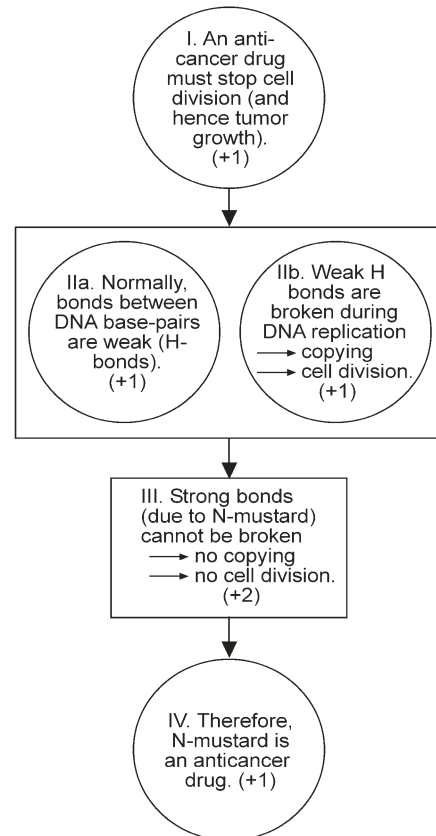 I. An anti-
cancer drug
must stop cell
division (and
hence tumor
growth).
(+1)
IIa. Normally,
bonds between
DNA base-pairs
are weak (H-
bonds).
(+1)
IIb. Weak H
bonds are
broken during
DNA replication
→ copying
→ cell division.
(+1)
III. Strong bonds
(due to N-mustard)
cannot be broken
→ no copying
→ no cell division.
(+2)
IV. Therefore,
N-mustard is
an anticancer
drug. (+1)